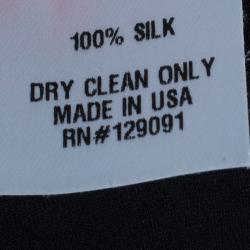 100% SILK
DRY CLEAN ONLY
MADE IN USA
RN#129091